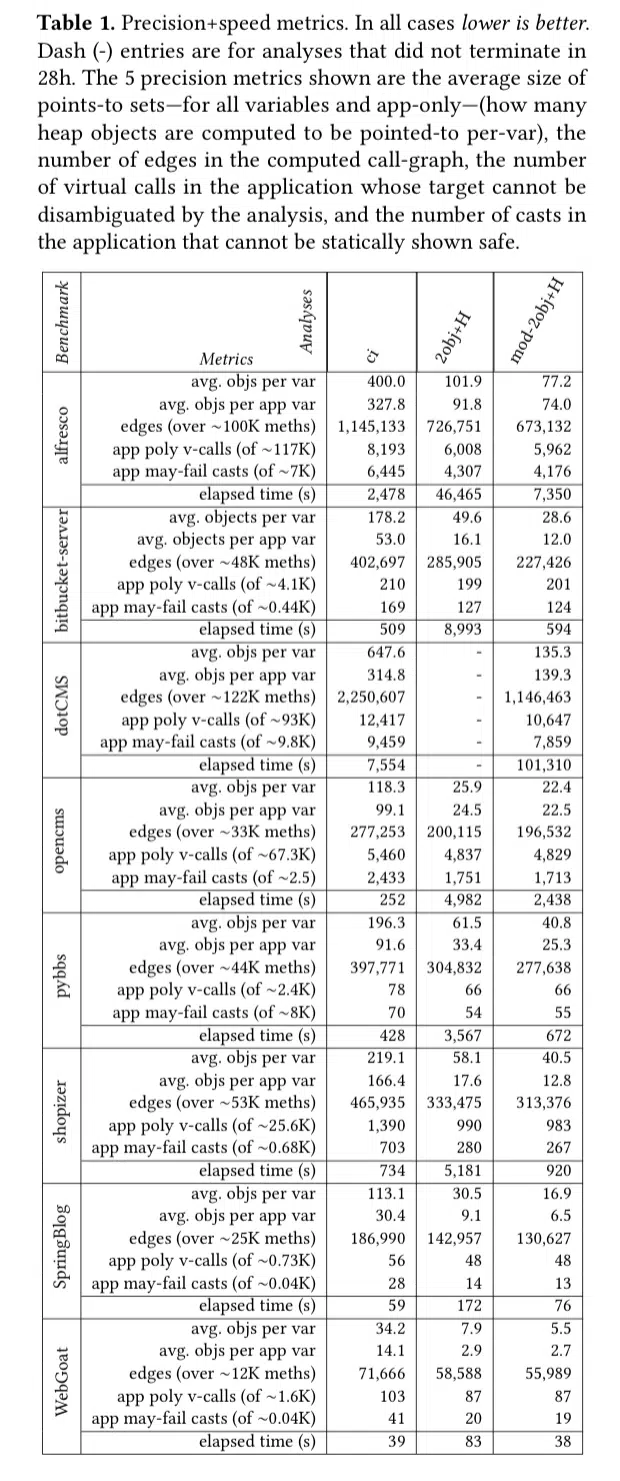 Table 1. Precision+speed metrics. In all cases lower is better.
Dash (-) entries are for analyses that did not terminate in
28h. The 5 precision metrics shown are the average size of
points-to sets—for all variables and app-only—(how many
heap objects are computed to be pointed-to per-var), the
number of edges in the computed call-graph, the number
of virtual calls in the application whose target cannot be
disambiguated by the analysis, and the number of casts in
the application that cannot be statically shown safe.
Benchmark Metrics Analyses ci 2obj+H mod-2obj+H
alfresco
avg. objs per var 400.0 101.9 77.2
avg. objs per app var 327.8 91.8 74.0
edges (over ~100K meths) 1,145,133 726,751 673,132
app poly v-calls (of ~117K) 8,193 6,008 5,962
app may-fail casts (of ~7K) 6,445 4,307 4,176
elapsed time (s) 2,478 46,465 7,350
bitbucket-server
avg. objects per var 178.2 49.6 28.6
avg. objects per app var 53.0 16.1 12.0
edges (over ~48K meths) 402,697 285,905 227,426
app poly v-calls (of ~4.1K) 210 199 201
app may-fail casts (of ~0.44K) 169 127 124
elapsed time (s) 509 8,993 594
dotCMS
avg. objs per var 647.6 - 135.3
avg. objs per app var 314.8 - 139.3
edges (over ~122K meths) 2,250,607 - 1,146,463
app poly v-calls (of ~93K) 12,417 - 10,647
app may-fail casts (of ~9.8K) 9,459 - 7,859
elapsed time (s) 7,554 - 101,310
opencms
avg. objs per var 118.3 25.9 22.4
avg. objs per app var 99.1 24.5 22.5
edges (over ~33K meths) 277,253 200,115 196,532
app poly v-calls (of ~67.3K) 5,460 4,837 4,829
app may-fail casts (of ~2.5) 2,433 1,751 1,713
elapsed time (s) 252 4,982 2,438
pybbs
avg. objs per var 196.3 61.5 40.8
avg. objs per app var 91.6 33.4 25.3
edges (over ~44K meths) 397,771 304,832 277,638
app poly v-calls (of ~2.4K) 78 66 66
app may-fail casts (of ~8K) 70 54 55
elapsed time (s) 428 3,567 672
shopizer
avg. objs per var 219.1 58.1 40.5
avg. objs per app var 166.4 17.6 12.8
edges (over ~53K meths) 465,935 333,475 313,376
app poly v-calls (of ~25.6K) 1,390 990 983
app may-fail casts (of ~0.68K) 703 280 267
elapsed time (s) 734 5,181 920
SpringBlog
avg. objs per var 113.1 30.5 16.9
avg. objs per app var 30.4 9.1 6.5
edges (over ~25K meths) 186,990 142,957 130,627
app poly v-calls (of ~0.73K) 56 48 48
app may-fail casts (of ~0.04K) 28 14 13
elapsed time (s) 59 172 76
WebGoat
avg. objs per var 34.2 7.9 5.5
avg. objs per app var 14.1 2.9 2.7
edges (over ~12K meths) 71,666 58,588 55,989
app poly v-calls (of ~1.6K) 103 87 87
app may-fail casts (of ~0.04K) 41 20 19
elapsed time (s) 39 83 38